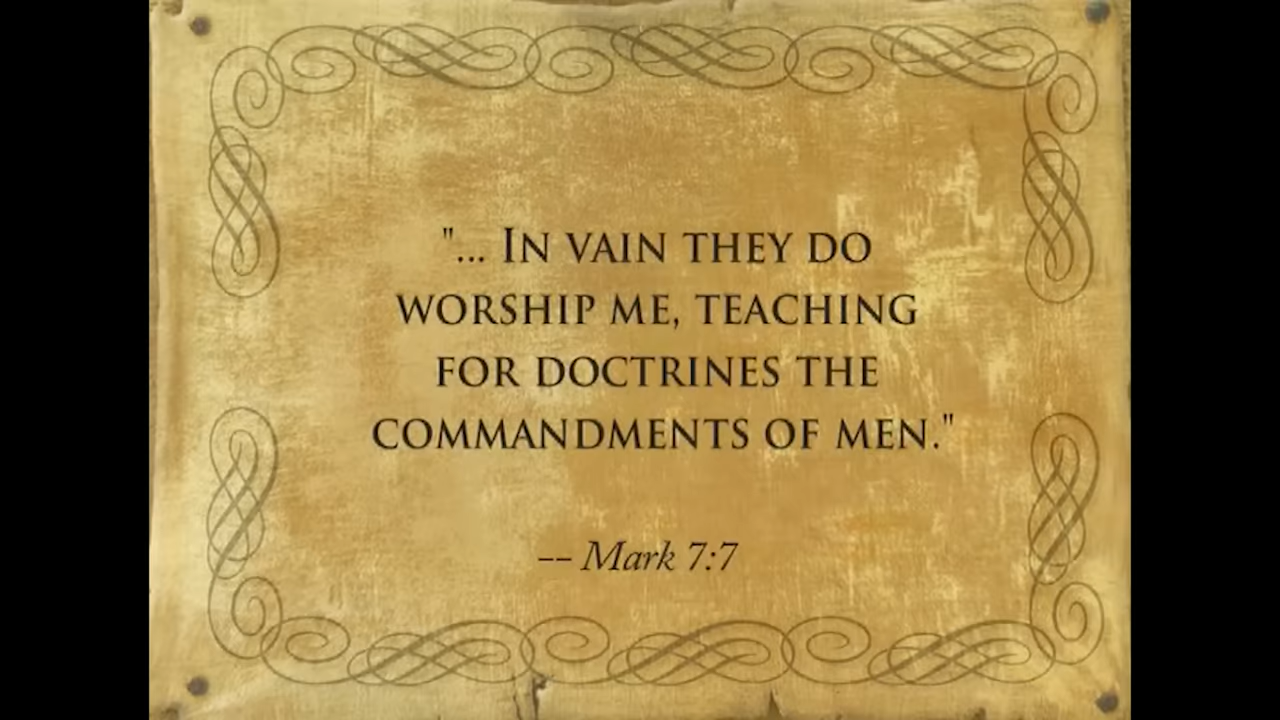 "... In vain they do
worship me, teaching
for doctrines the
commandments of men."
-- Mark 7:7